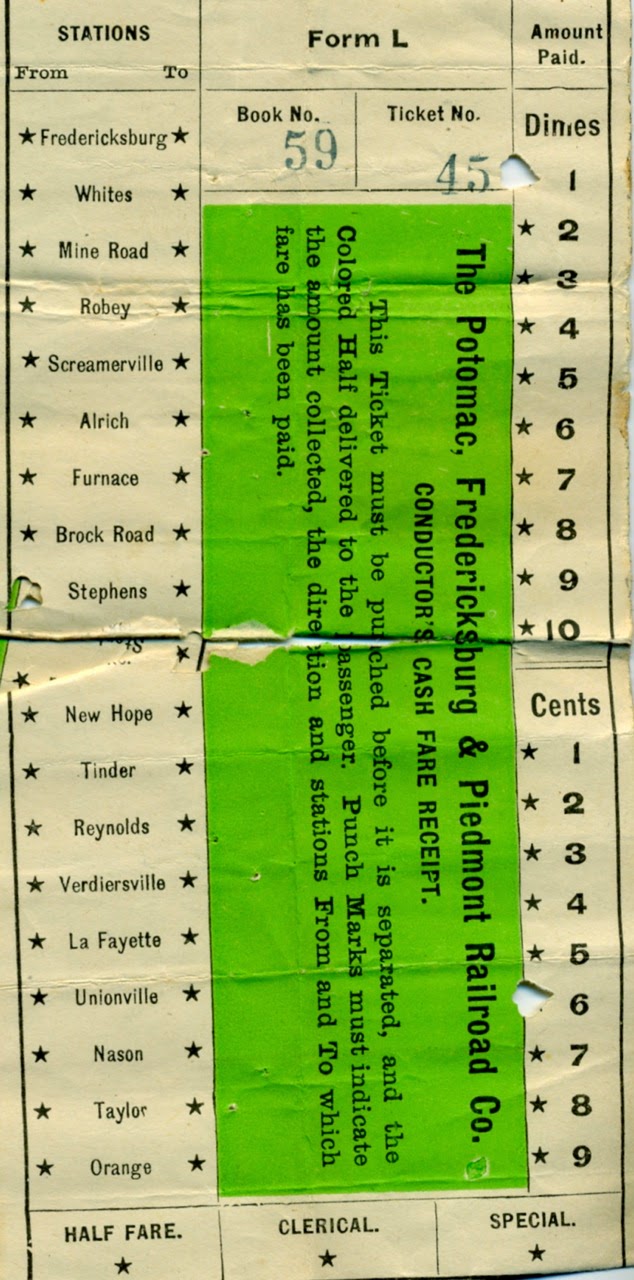 STATIONS
From To
Form L
Amount
Paid.
Book No.
59
Ticket No.
45
Dimes
1
★ 2
★ 3
★ 4
★ 5
★ 6
★ 7
★ 8
★ 9
★ 10
Cents
★ 1
★ 2
★ 3
★ 4
★ 5
6
★ 7
★ 8
★ 9
★ Fredericksburg ★
★ Whites ★
★ Mine Road ★
★ Robey ★
★ Screamerville ★
★ Alrich ★
★ Furnace ★
★ Brock Road ★
Stephens ★
★ New Hope ★
★ Tinder ★
★ Reynolds ★
★ Verdiersville ★
★ La Fayette ★
★ Unionville ★
★ Nason ★
★ Taylor ★
★ Orange ★
The Potomac, Fredericksburg & Piedmont Railroad Co.
CONDUCTOR'S CASH FARE RECEIPT.
This Ticket must be punched before it is separated, and the
Colored Half delivered to the passenger. Punch Marks must indicate
the amount collected, the direction and stations From and To which
fare has been paid.
HALF FARE.
★
CLERICAL.
★
SPECIAL.
★